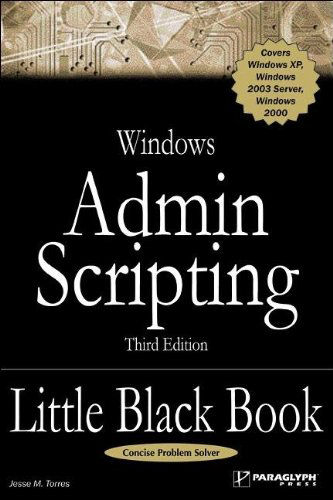 Covers
Windows XP,
Windows
2003 Server,
Windows
2000
Windows
Admin
Scripting
Third Edition
Little Black Book
Concise Problem Solver
Jesse M. Torres
PARAGLYPH
PRESS